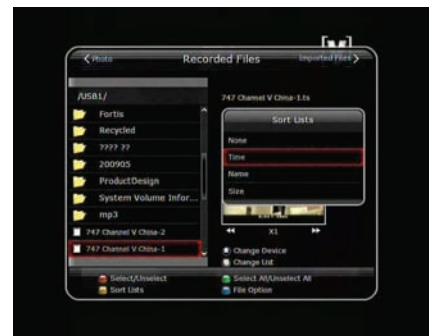 Photo
Recorded Files
Imported Files
/USB1/
747 Channel V China-1.ts
Fortis
Recycled
???? ??
200905
ProductDesign
System Volume Infor...
mp3
747 Channel V China-2
747 Channel V China-1
Sort Lists
None
Time
Name
Size
X1
Change Device
Change List
Select/Unselect
Select All/Unselect All
Sort Lists
File Option